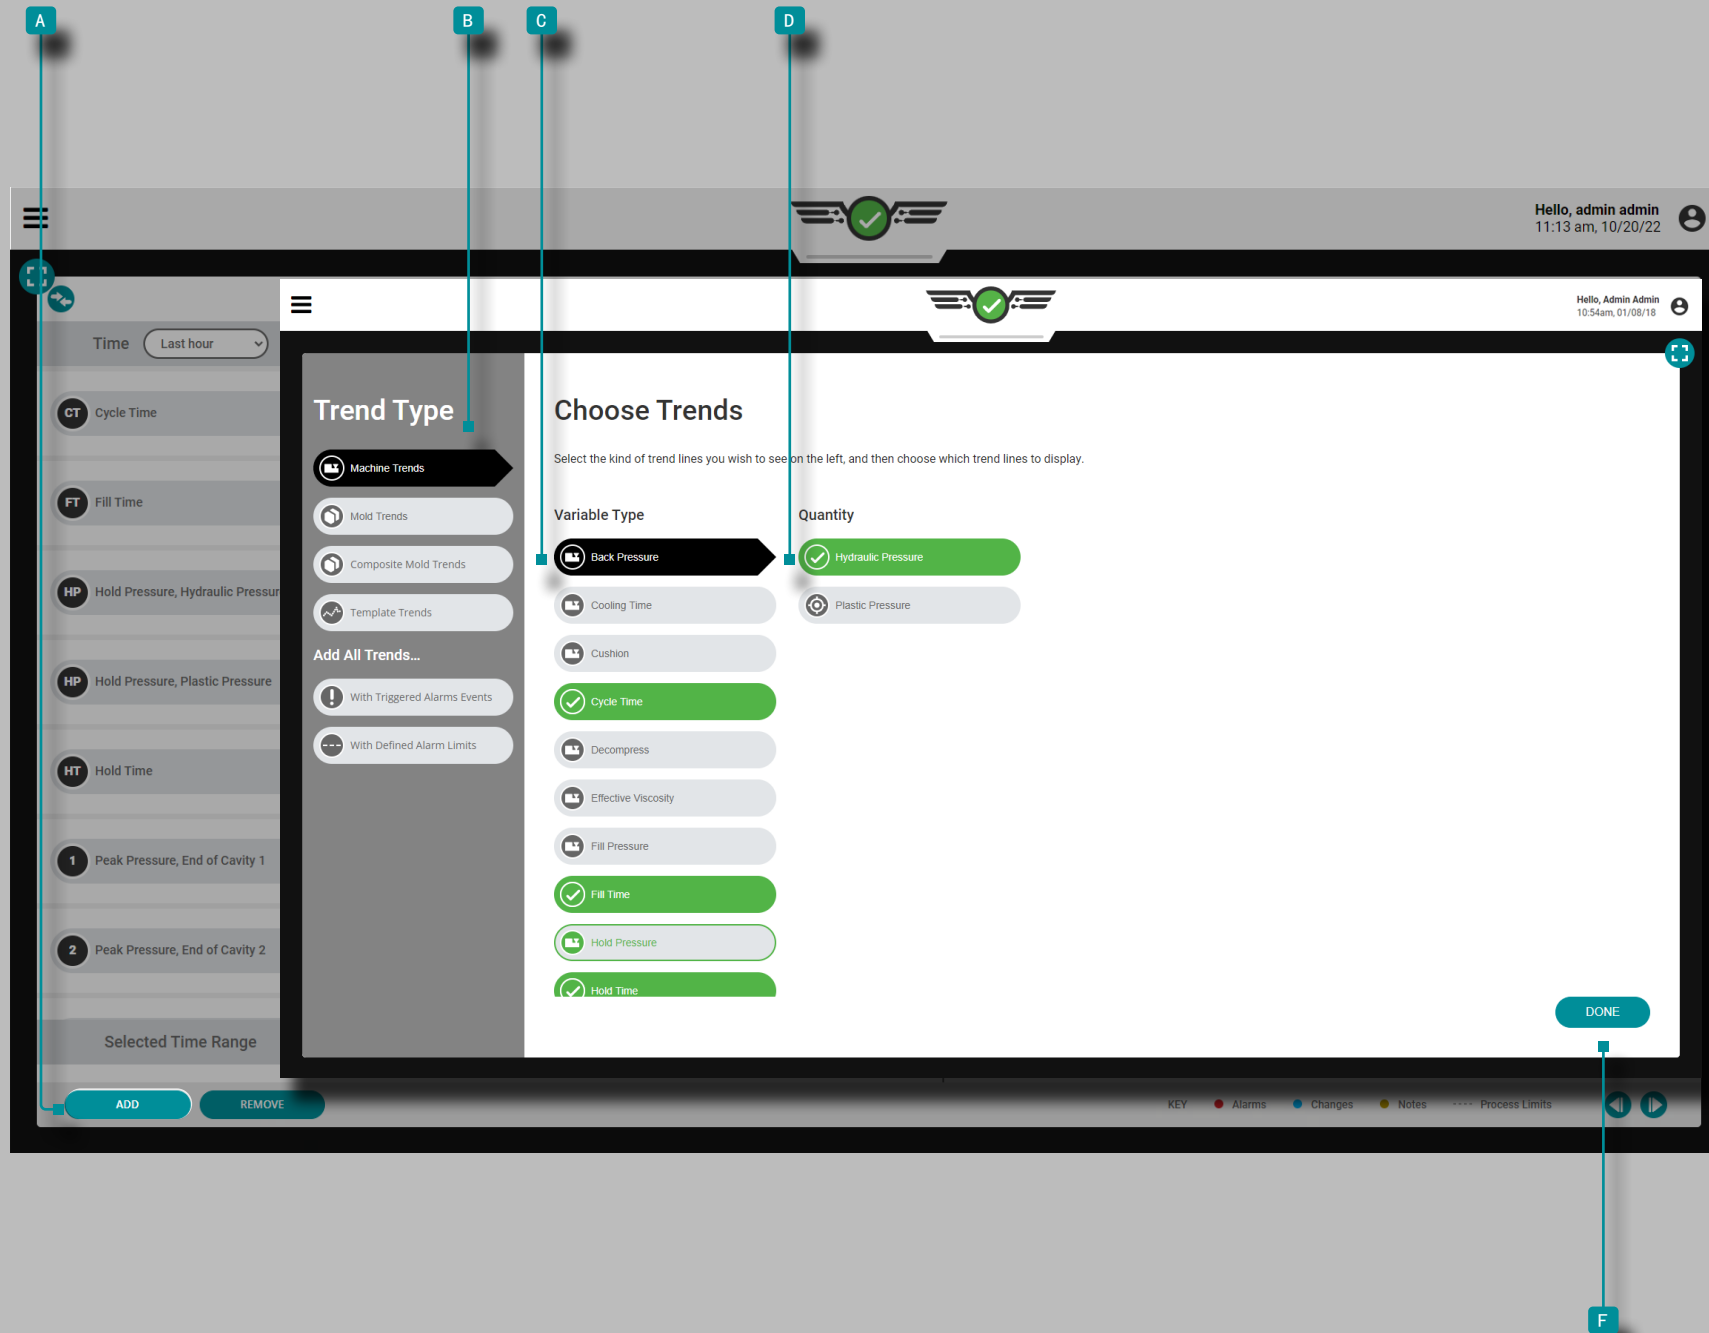 A
B
C
D
Hello, admin admin
11:13 am, 10/20/22
Hello, Admin Admin
10:54am, 01/08/18
Time
Last hour
CT Cycle Time
FT Fill Time
HP Hold Pressure, Hydraulic Pressur
HP Hold Pressure, Plastic Pressure
HT Hold Time
1 Peak Pressure, End of Cavity 1
2 Peak Pressure, End of Cavity 2
Selected Time Range
ADD
REMOVE
Trend Type
Machine Trends
Mold Trends
Composite Mold Trends
Template Trends
Add All Trends...
With Triggered Alarms Events
With Defined Alarm Limits
Choose Trends
Select the kind of trend lines you wish to see on the left, and then choose which trend lines to display.
Variable Type
Back Pressure
Cooling Time
Cushion
Cycle Time
Decompress
Effective Viscosity
Fill Pressure
Fill Time
Hold Pressure
Hold Time
Quantity
Hydraulic Pressure
Plastic Pressure
DONE
KEY
Alarms
Changes
Notes
Process Limits
F